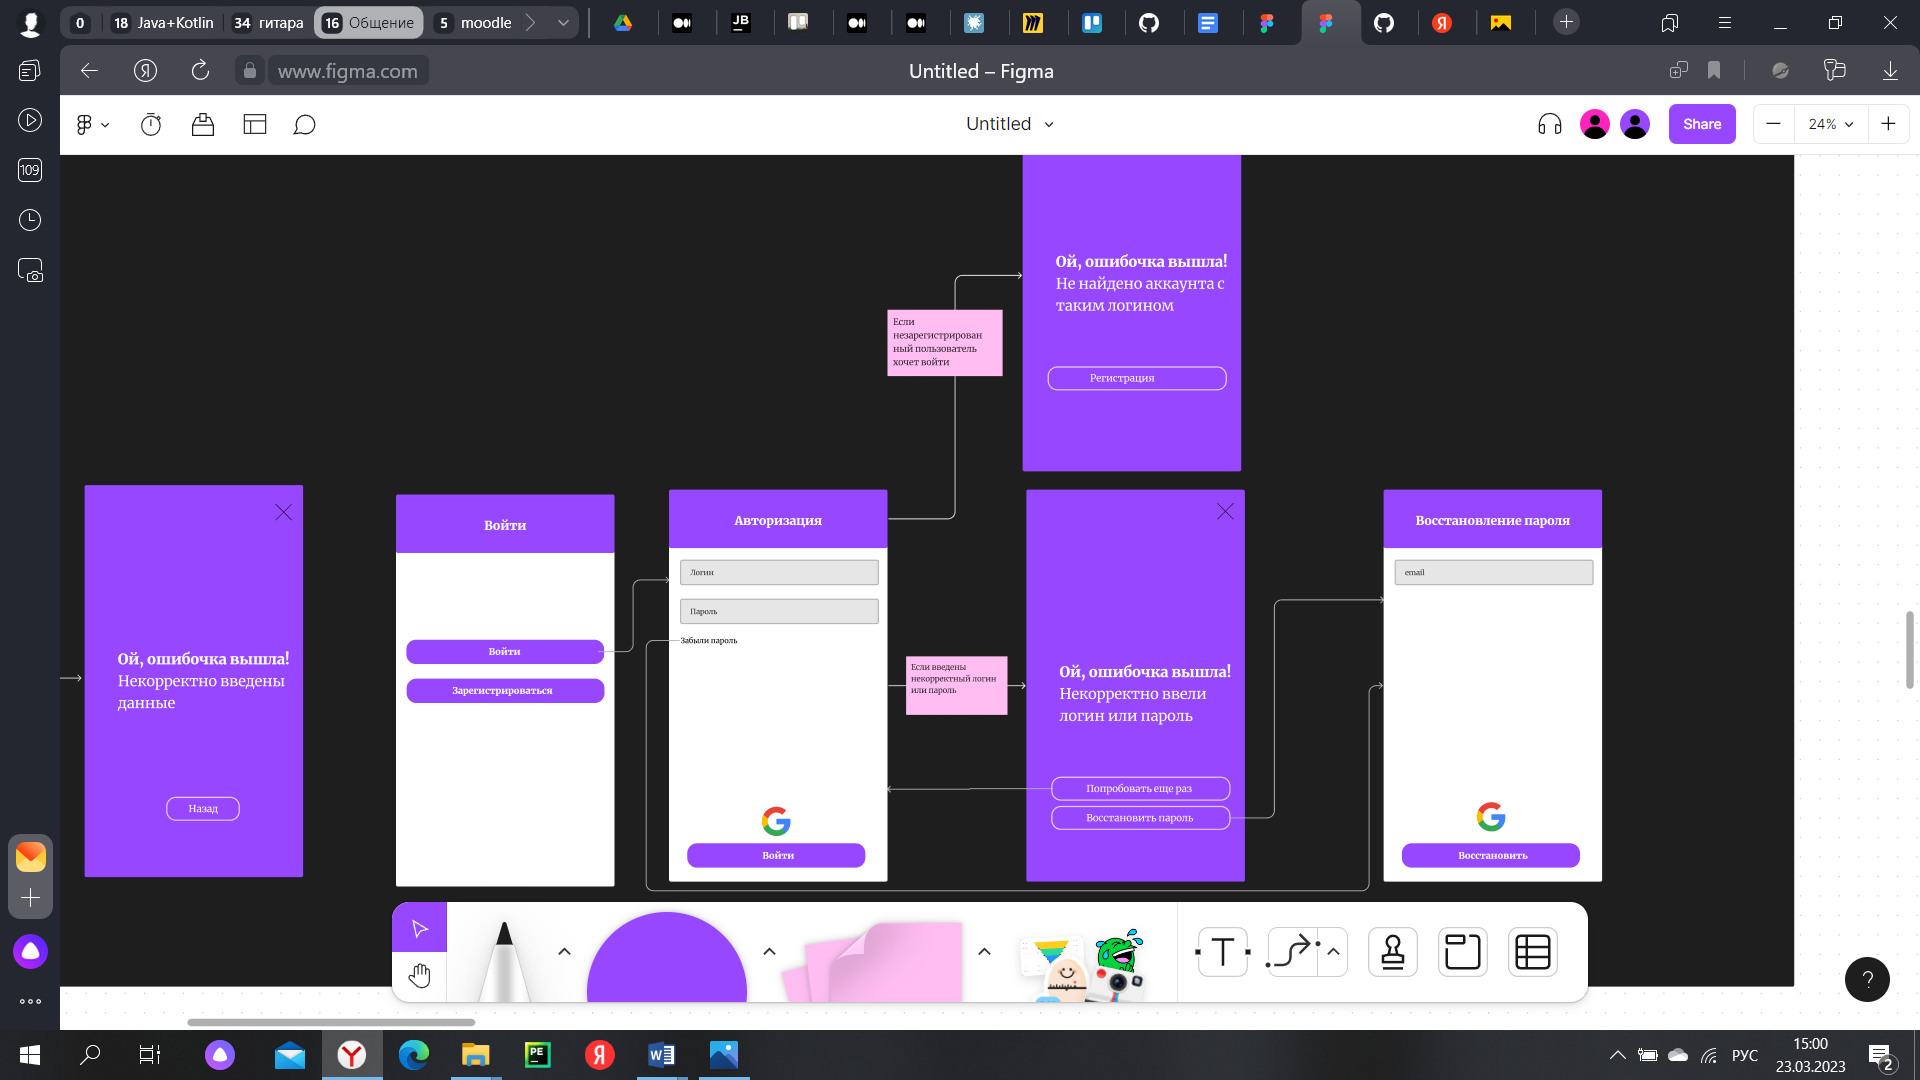 0
18 Java+Kotlin
34 гитара
16 Общение
5 moodle
JB
Я
www.figma.com
Untitled – Figma
109
Untitled
Share
24%
Ой, ошибочка вышла!
Не найдено аккаунта с
таким логином
Регистрация
Если
незарегистрирован
ный пользователь
хочет войти
Ой, ошибочка вышла!
Некорректно введены
данные
Назад
Войти
Войти
Зарегистрироваться
Авторизация
Логин
Пароль
Забыли пароль
Войти
Если введены
некорректный логин
или пароль
Ой, ошибочка вышла!
Некорректно ввели
логин или пароль
Попробовать еще раз
Восстановить пароль
Восстановление пароля
email
Восстановить
T
?
PE
Я
РУС
15:00
23.03.2023
2